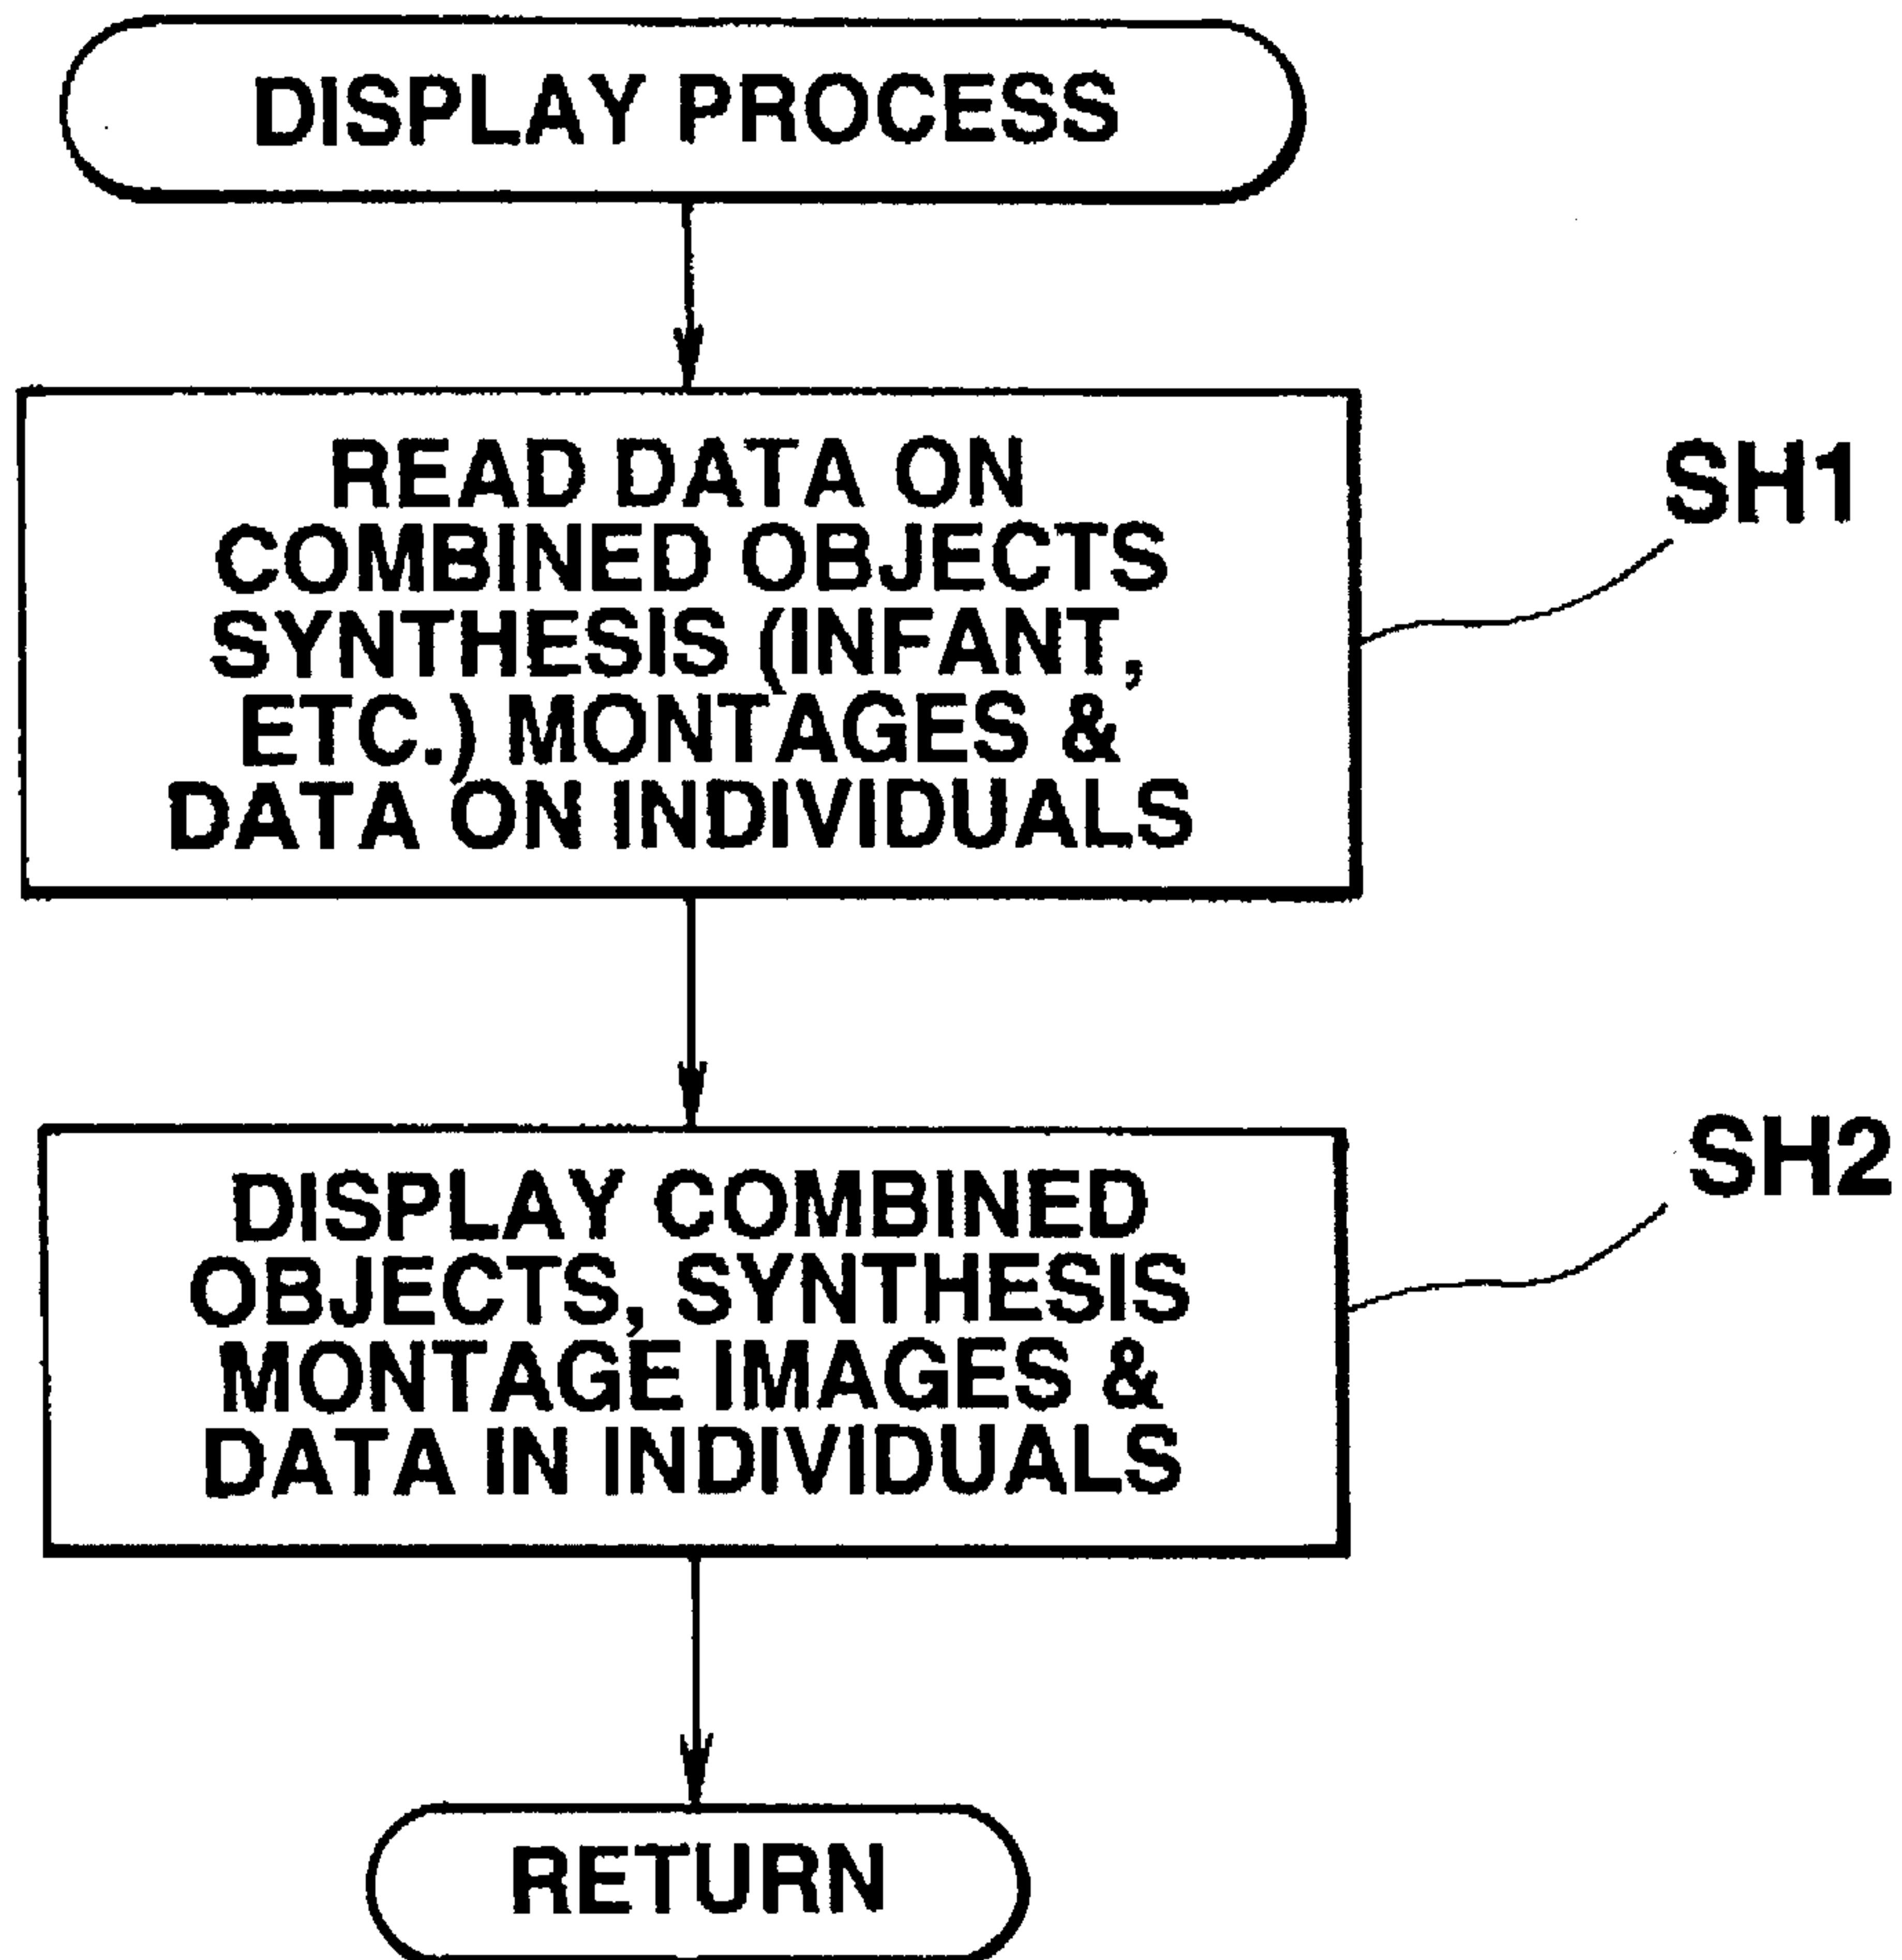 DISPLAY PROCESS
READ DATA ON
COMBINED OBJECTS
SYNTHESIS (INFANT,
ETC.) MONTAGES &
DATA ON INDIVIDUALS
SH1
DISPLAY COMBINED
OBJECTS, SYNTHESIS
MONTAGE IMAGES &
DATA IN INDIVIDUALS
SH2
RETURN